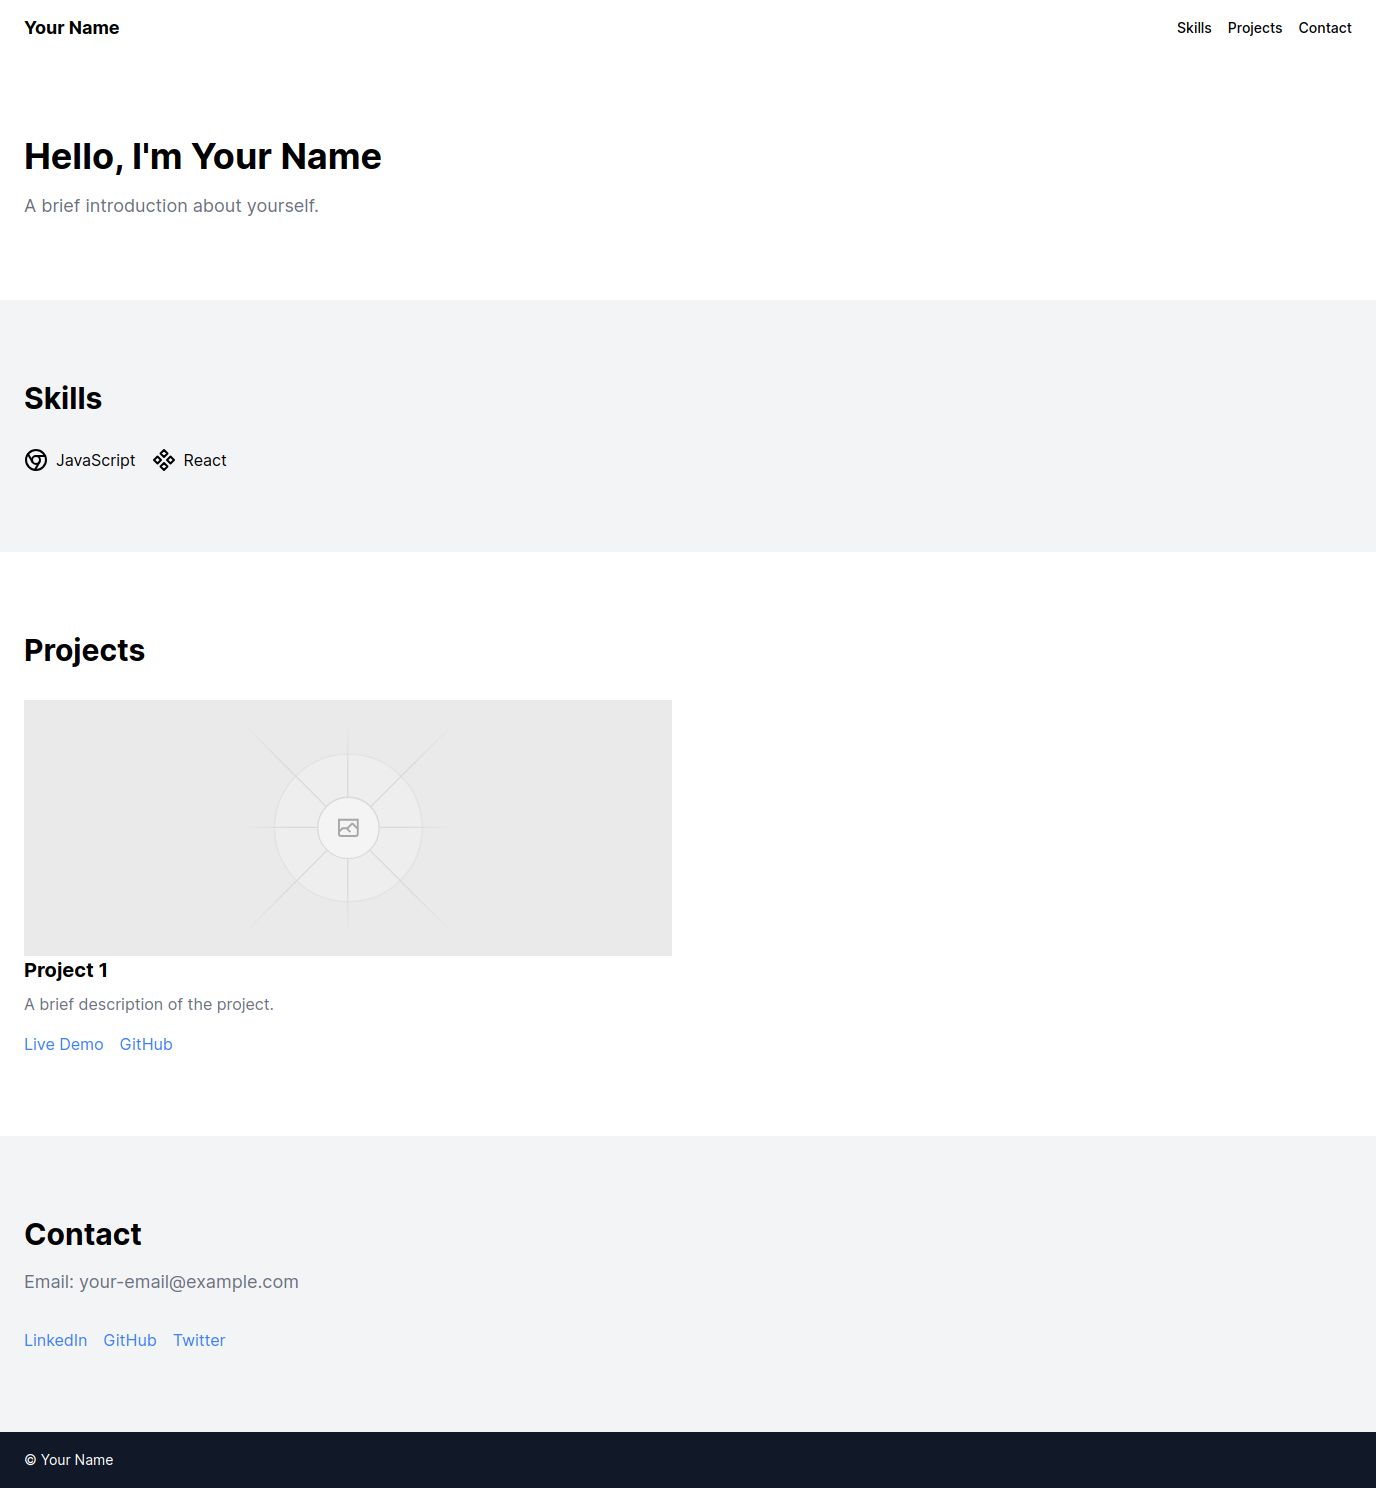 Your Name
Skills Projects Contact
Hello, I'm Your Name
A brief introduction about yourself.
Skills
JavaScript React
Projects
Project 1
A brief description of the project.
Live Demo GitHub
Contact
Email: your-email@example.com
LinkedIn GitHub Twitter
© Your Name